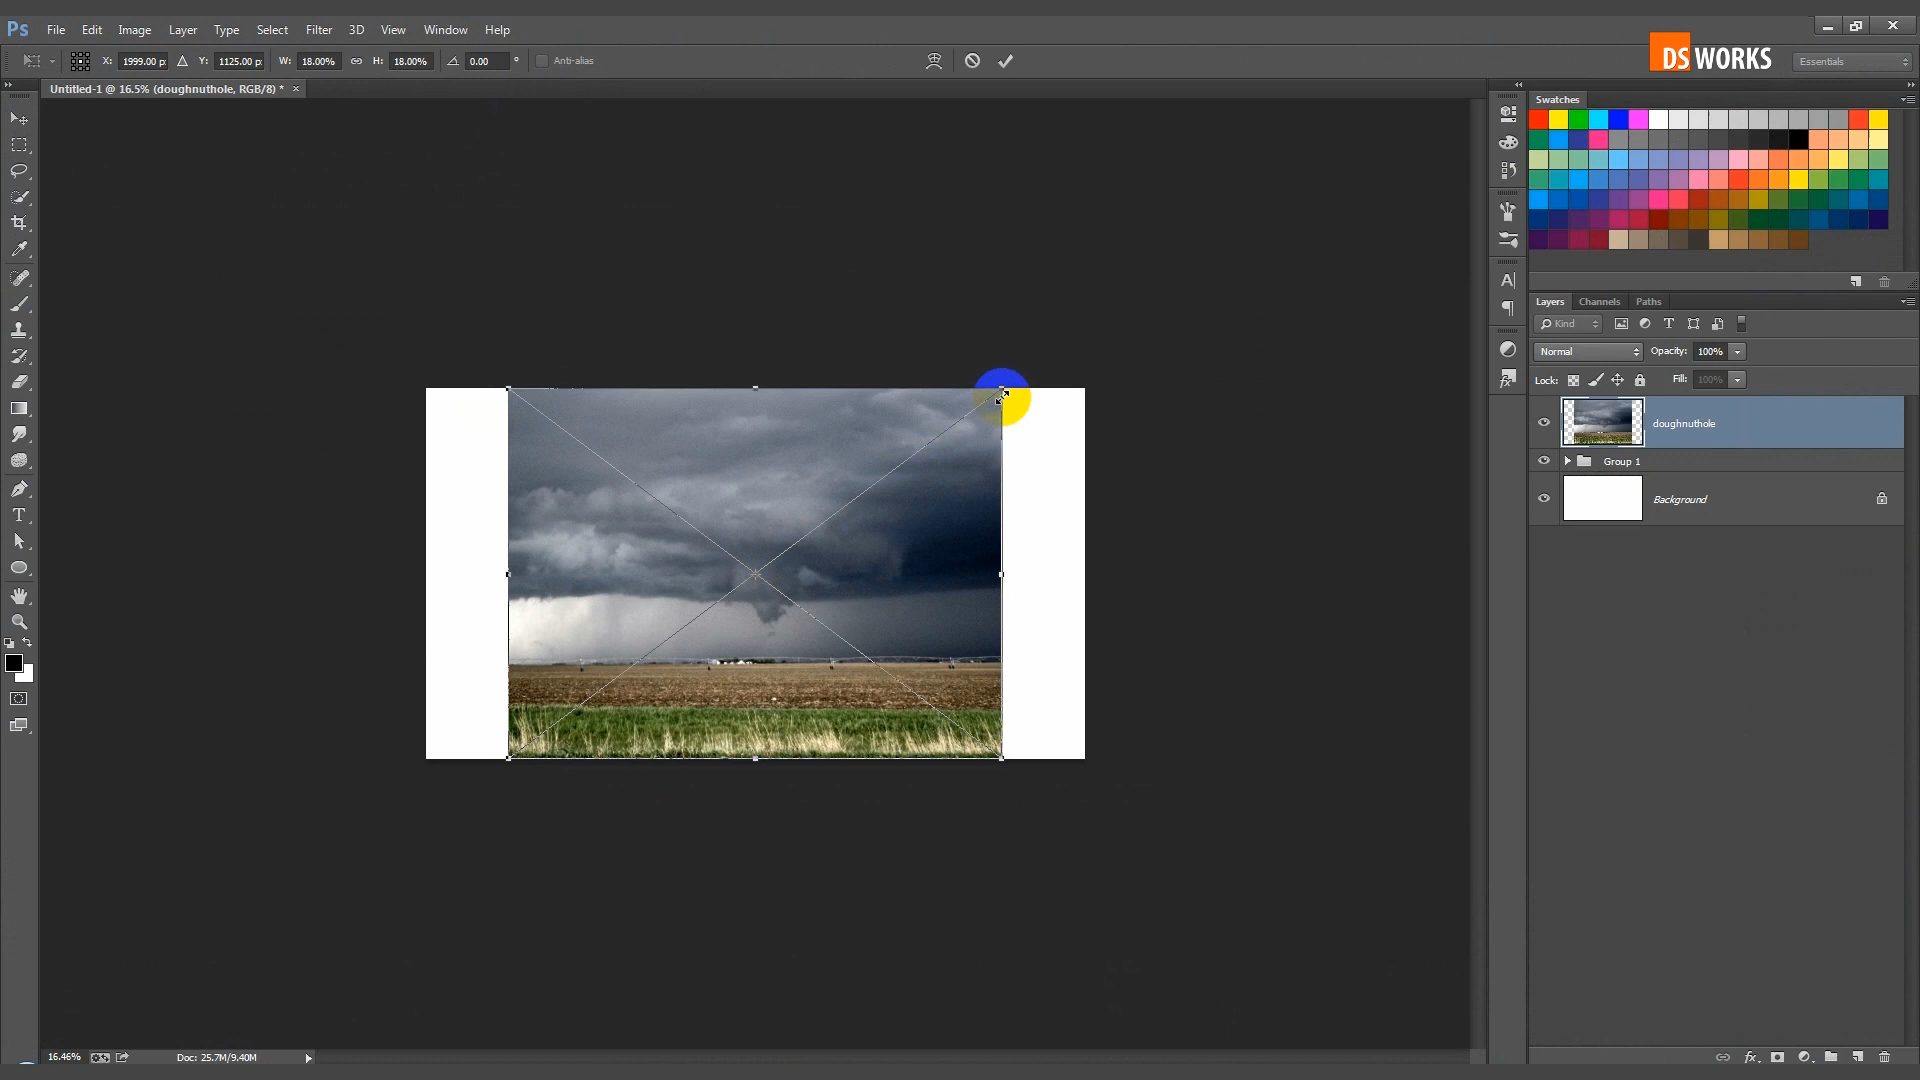 Ps File Edit Image Layer Type Select Filter 3D View Window Help
X: 1999.00 p: Y: 1125.00 p: W: 18.00% H: 18.00% 0.00 ° Anti-alias
DS WORKS
Essentials
Untitled-1 @ 16.5% (doughnuthole, RGB/8) * ×
Swatches
Layers Channels Paths
Kind
Normal Opacity: 100%
Lock: Fill: 100%
doughnuthole
Group 1
Background
16.46% Doc: 25.7M/9.40M